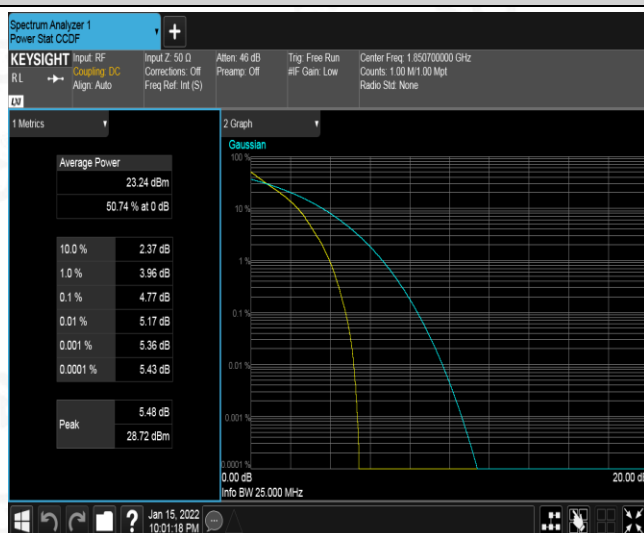 Spectrum Analyzer 1
Power Stat CCDF
+
KEYSIGHT
RL
LXI
Input: RF
Coupling: DC
Align: Auto
Input Z: 50 Ω
Corrections: Off
Freq Ref: Int (S)
Atten: 46 dB
Preamp: Off
Trig: Free Run
#IF Gain: Low
Center Freq: 1.850700000 GHz
Counts: 1.00 M/1.00 Mpt
Radio Std: None
1 Metrics
Average Power
23.24 dBm
50.74 % at 0 dB
10.0 % 2.37 dB
1.0 % 3.96 dB
0.1 % 4.77 dB
0.01 % 5.17 dB
0.001 % 5.36 dB
0.0001 % 5.43 dB
Peak
5.48 dB
28.72 dBm
2 Graph
Gaussian
100 %
10 %
1 %
0.1 %
0.01 %
0.001 %
0.0001 %
0.00 dB
20.00 dB
Info BW 25.000 MHz
?
Jan 15, 2022
10:01:18 PM